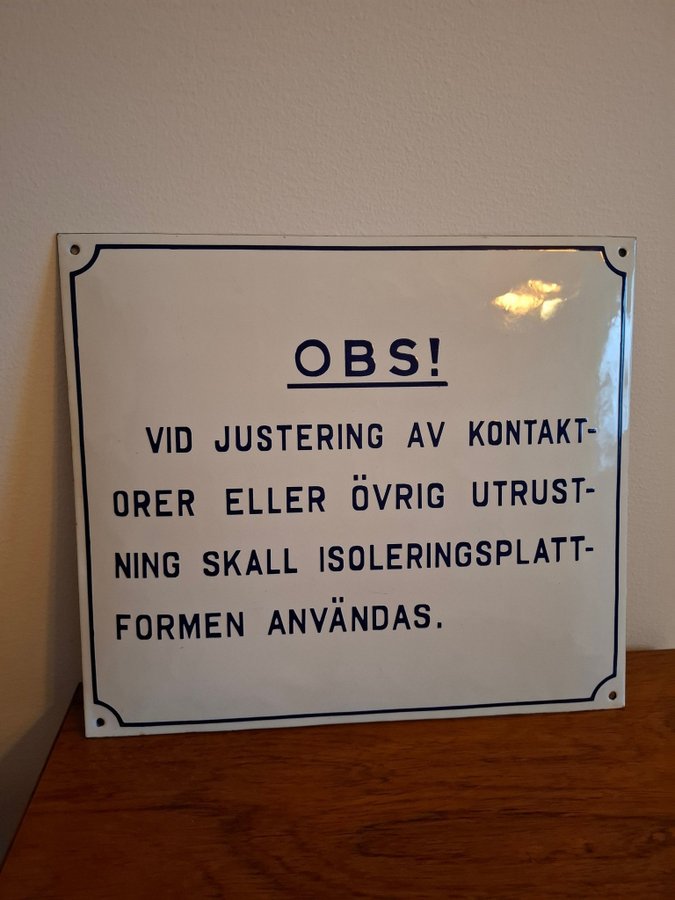 OBS!
VID JUSTERING AV KONTAKT-
ORER ELLER ÖVRIG UTRUST-
NING SKALL ISOLERINGSPLATT-
FORMEN ANVÄNDAS.